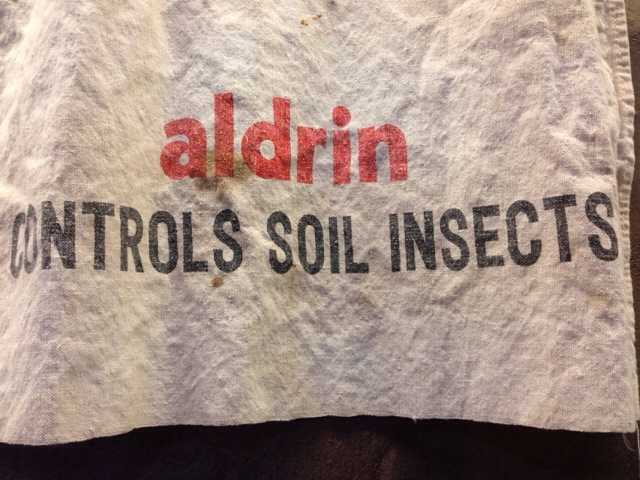 aldrin
CONTROLS SOIL INSECTS